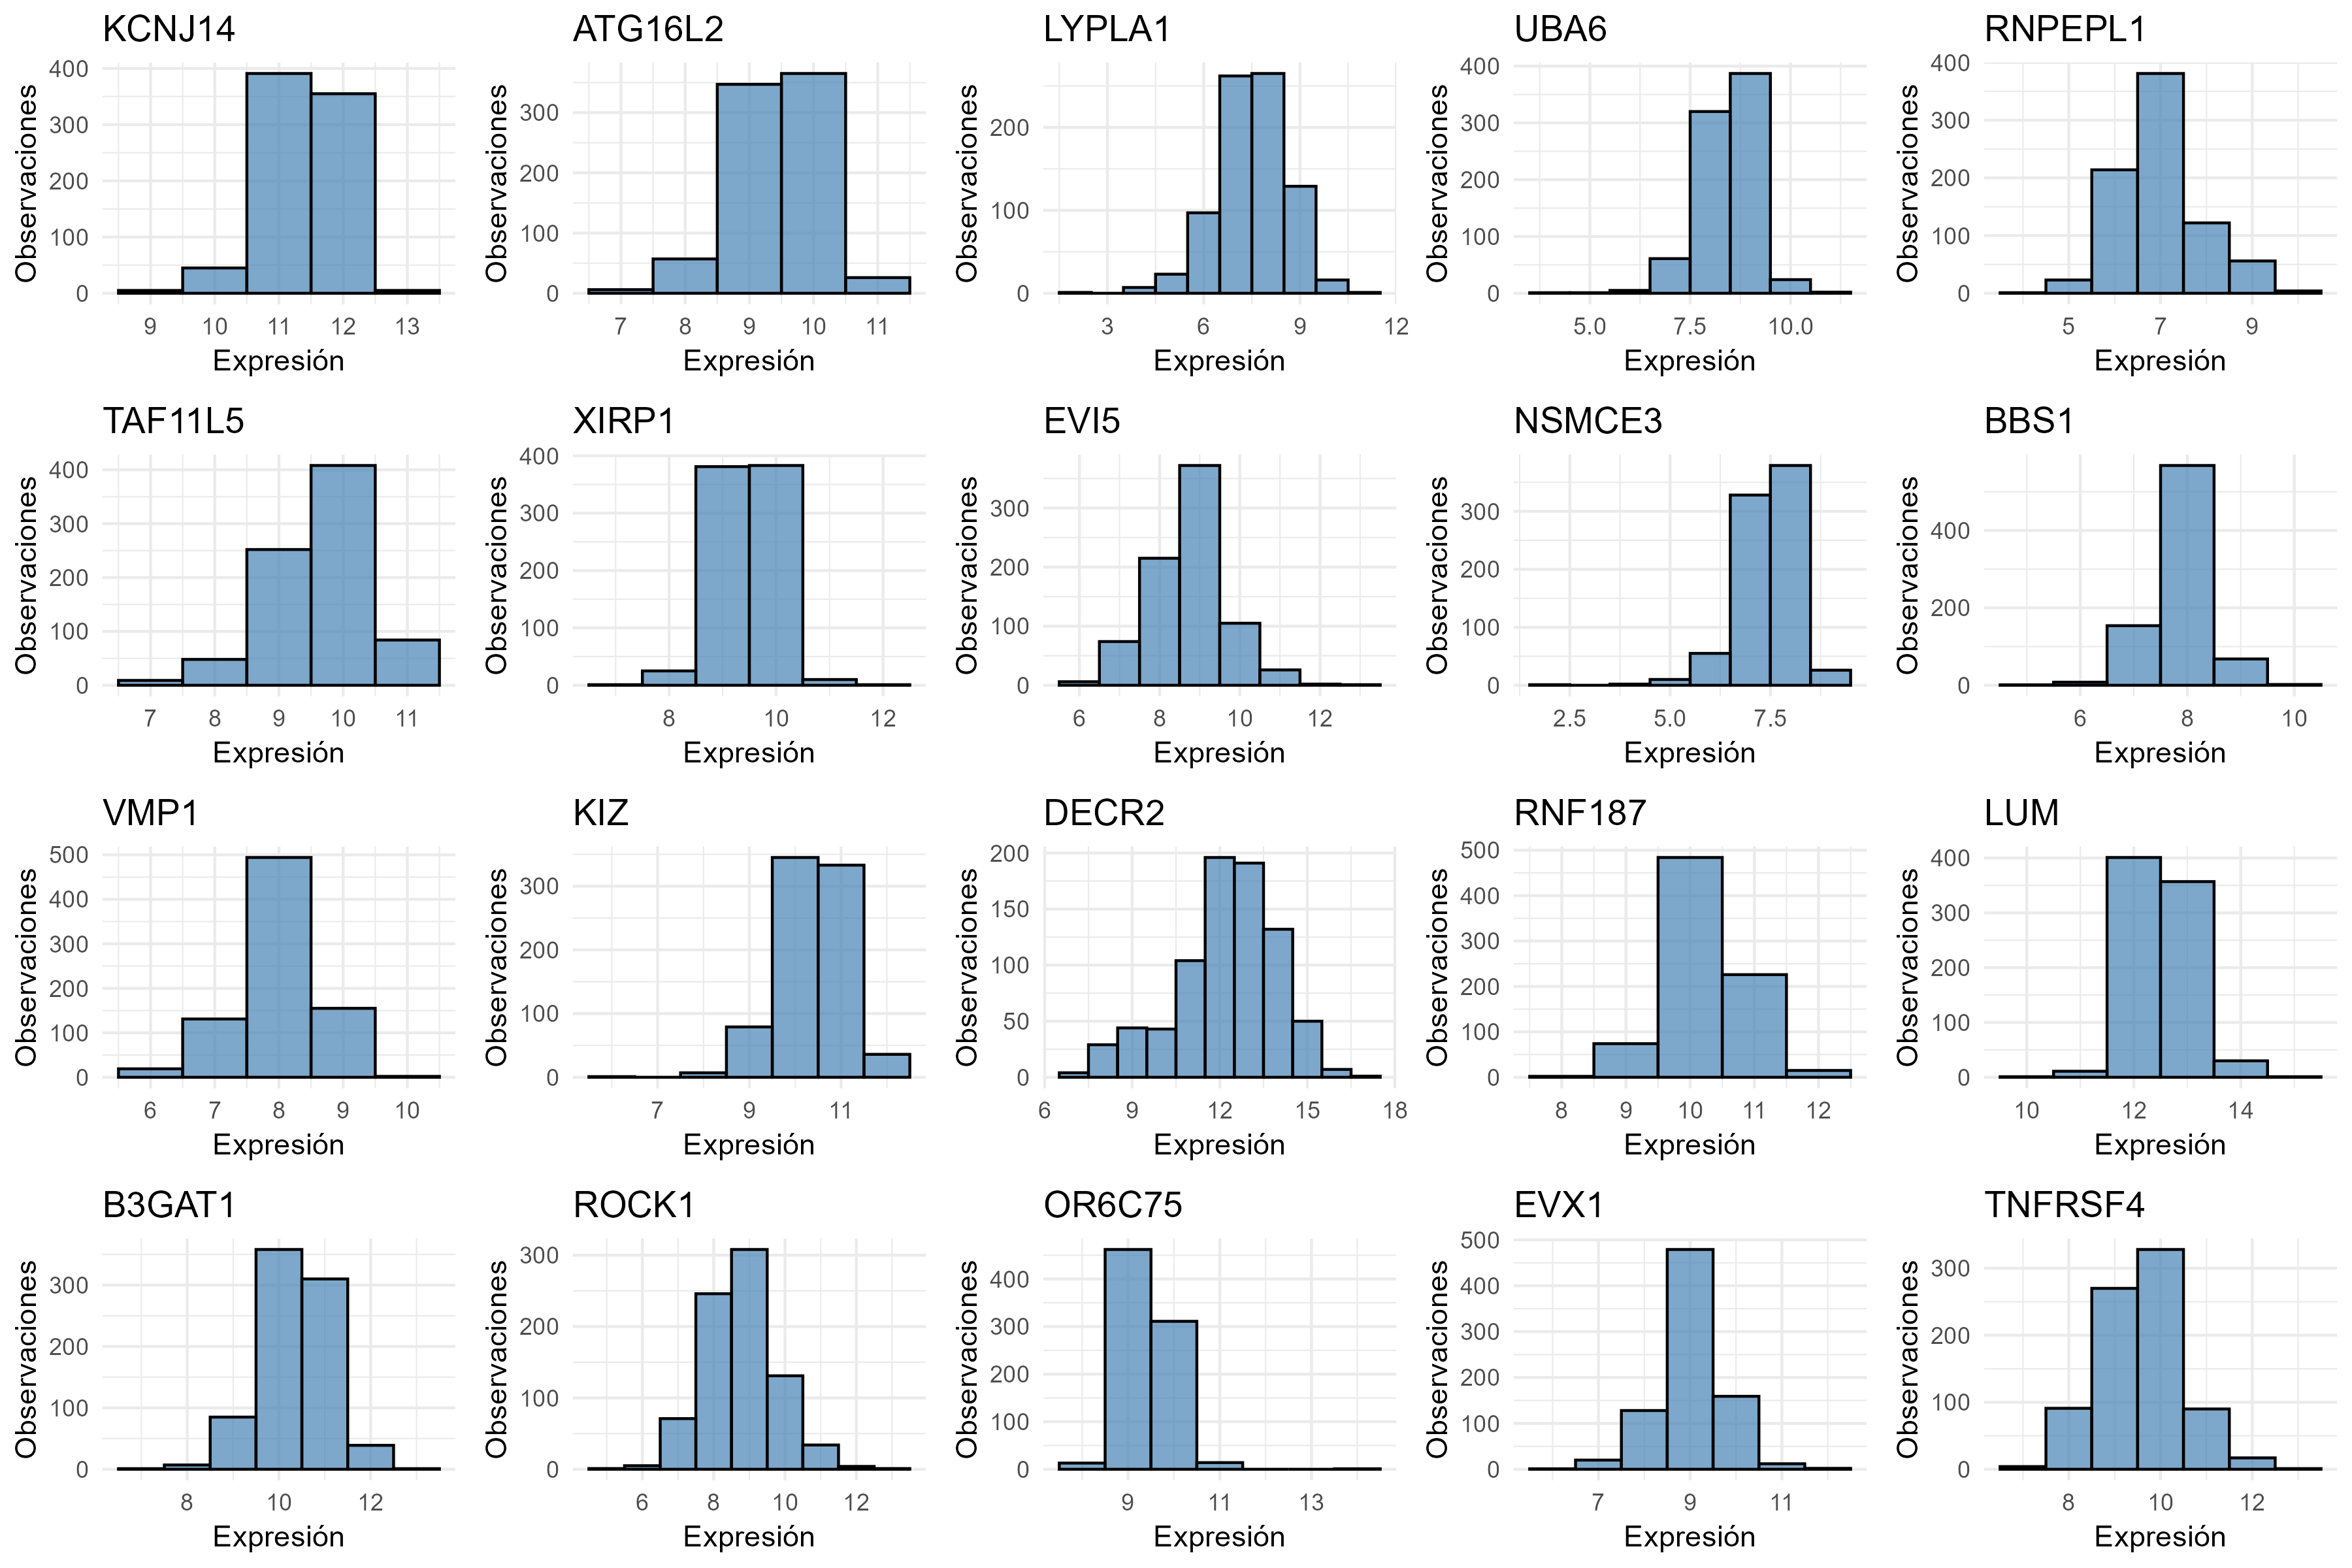 KCNJ14 ATG16L2 LYPLA1 UBA6 RNPEPL1
Observaciones 400 300 200 100 0 Observaciones 300 200 100 0 Observaciones 200 100 0 Observaciones 400 300 200 100 0 Observaciones 400 300 200 100 0
9 10 11 12 13 7 8 9 10 11 3 6 9 12 5.0 7.5 10.0 5 7 9
Expresión Expresión Expresión Expresión Expresión
TAF11L5 XIRP1 EVI5 NSMCE3 BBS1
Observaciones 400 300 200 100 0 Observaciones 400 300 200 100 0 Observaciones 300 200 100 0 Observaciones 300 200 100 0 Observaciones 400 200 0
7 8 9 10 11 8 10 12 6 8 10 12 2.5 5.0 7.5 6 8 10
Expresión Expresión Expresión Expresión Expresión
VMP1 KIZ DECR2 RNF187 LUM
Observaciones 500 400 300 200 100 0 Observaciones 300 200 100 0 Observaciones 200 150 100 50 0 Observaciones 500 400 300 200 100 0 Observaciones 400 300 200 100 0
6 7 8 9 10 7 9 11 6 9 12 15 18 8 9 10 11 12 10 12 14
Expresión Expresión Expresión Expresión Expresión
B3GAT1 ROCK1 OR6C75 EVX1 TNFRSF4
Observaciones 300 200 100 0 Observaciones 300 200 100 0 Observaciones 400 300 200 100 0 Observaciones 500 400 300 200 100 0 Observaciones 300 200 100 0
8 10 12 6 8 10 12 9 11 13 7 9 11 8 10 12
Expresión Expresión Expresión Expresión Expresión